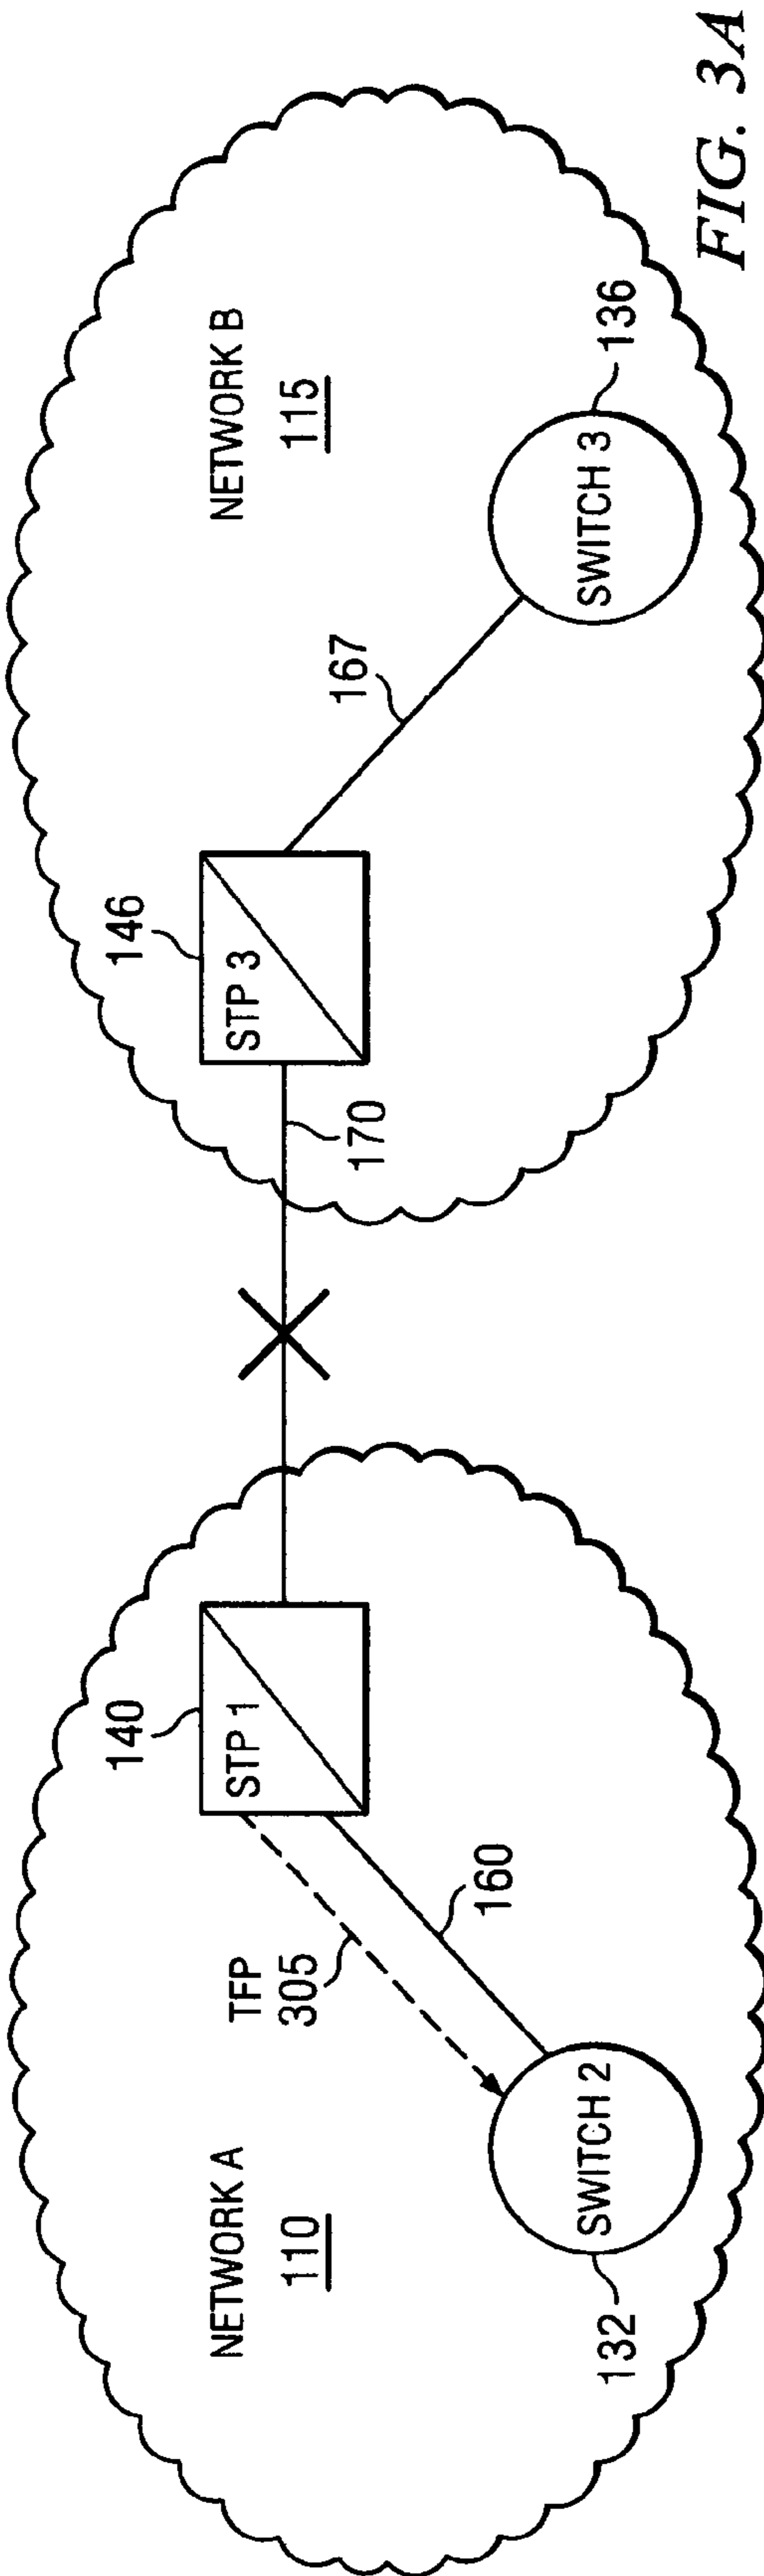 NETWORK A
110
TFP
305
140
STP 1
160
SWITCH 2
132
170
146
STP 3
167
NETWORK B
115
SWITCH 3
136
FIG. 3A